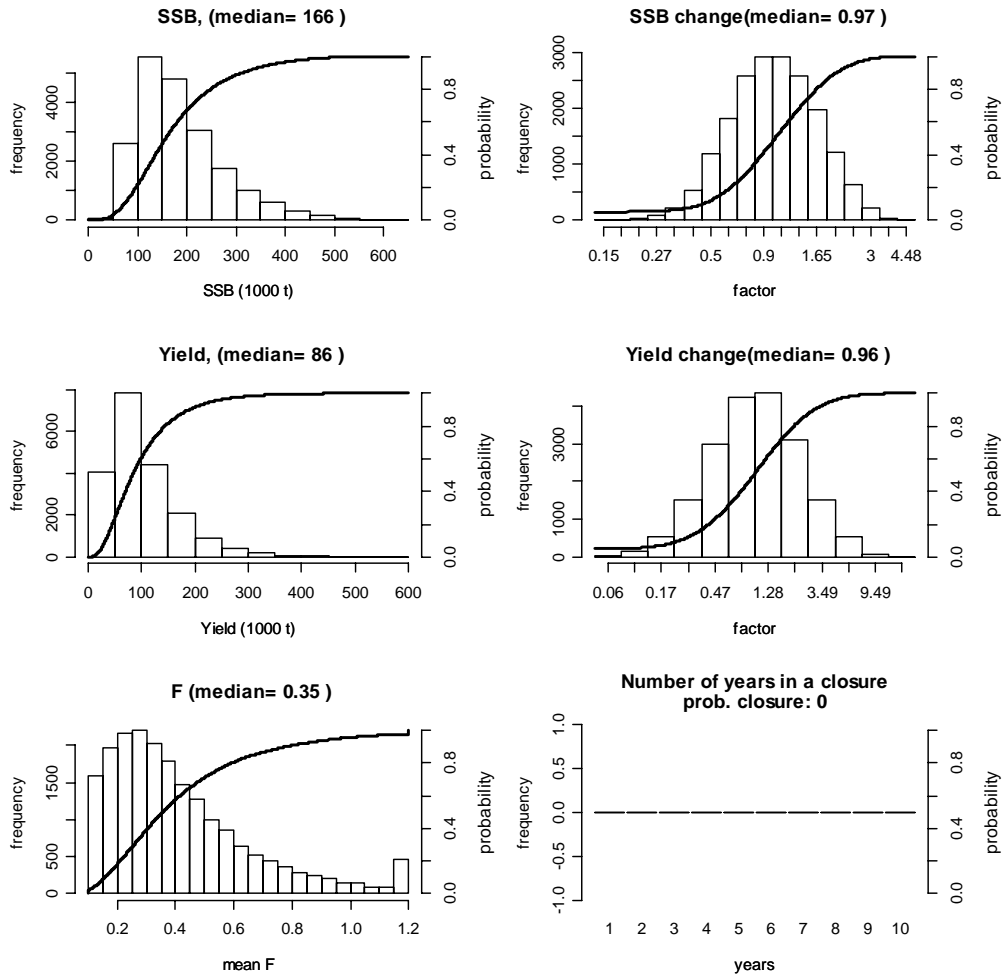 SSB, (median= 166 )
frequency
0 2000 4000
probability
0.0 0.4 0.8
0 100 200 300 400 500 600
SSB (1000 t)
SSB change(median= 0.97 )
frequency
0 1000 2000 3000
probability
0.0 0.4 0.8
0.15 0.27 0.5 0.9 1.65 3 4.48
factor
Yield, (median= 86 )
frequency
0 2000 6000
probability
0.0 0.4 0.8
0 100 200 300 400 500 600
Yield (1000 t)
Yield change(median= 0.96 )
frequency
0 1000 3000
probability
0.0 0.4 0.8
0.06 0.17 0.47 1.28 3.49 9.49
factor
F (median= 0.35 )
frequency
0 500 1500
probability
0.0 0.4 0.8
0.2 0.4 0.6 0.8 1.0 1.2
mean F
Number of years in a closure
prob. closure: 0
frequency
-1.0 -0.5 0.0 0.5 1.0
probability
0.0 0.4 0.8
1 2 3 4 5 6 7 8 9 10
years